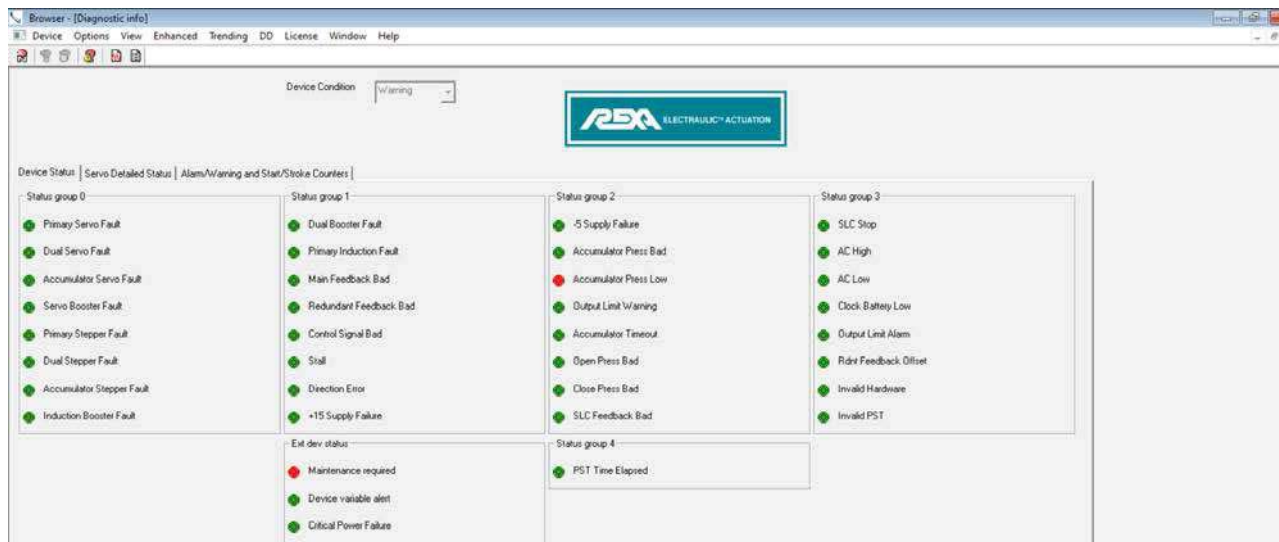 Browser - [Diagnostic info]
Device Options View Enhanced Trending DD License Window Help
Device Condition Warning
REXA ELECTRAULIC™ ACTUATION
Device Status Servo Detailed Status Alarm/Warning and Start/Stroke Counters
Status group 0
Primary Servo Fault
Dual Servo Fault
Accumulator Servo Fault
Servo Booster Fault
Primary Stepper Fault
Dual Stepper Fault
Accumulator Stepper Fault
Induction Booster Fault
Status group 1
Dual Booster Fault
Primary Induction Fault
Main Feedback Bad
Redundant Feedback Bad
Control Signal Bad
Stall
Direction Error
+15 Supply Failure
Status group 2
-5 Supply Failure
Accumulator Press Bad
Accumulator Press Low
Output Limit Warning
Accumulator Timeout
Open Press Bad
Close Press Bad
SLC Feedback Bad
Status group 3
SLC Stop
AC High
AC Low
Clock Battery Low
Output Limit Alarm
Rdnt Feedback Offset
Invalid Hardware
Invalid PST
Ext dev status
Maintenance required
Device variable alert
Critical Power Failure
Status group 4
PST Time Elapsed